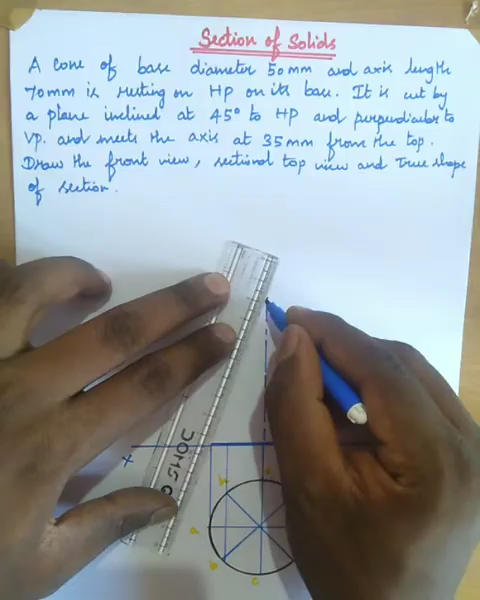 Section of Solids
A Cone of base diameter 50mm and axis length
70mm is resting on HP on its base. It is cut by
a plane inclined at 45° to HP and perpendicular to
VP. and meets the axis at 35mm from the top.
Draw the front view, sectional top view and True shape
of section.
JOMSO
X
a
b